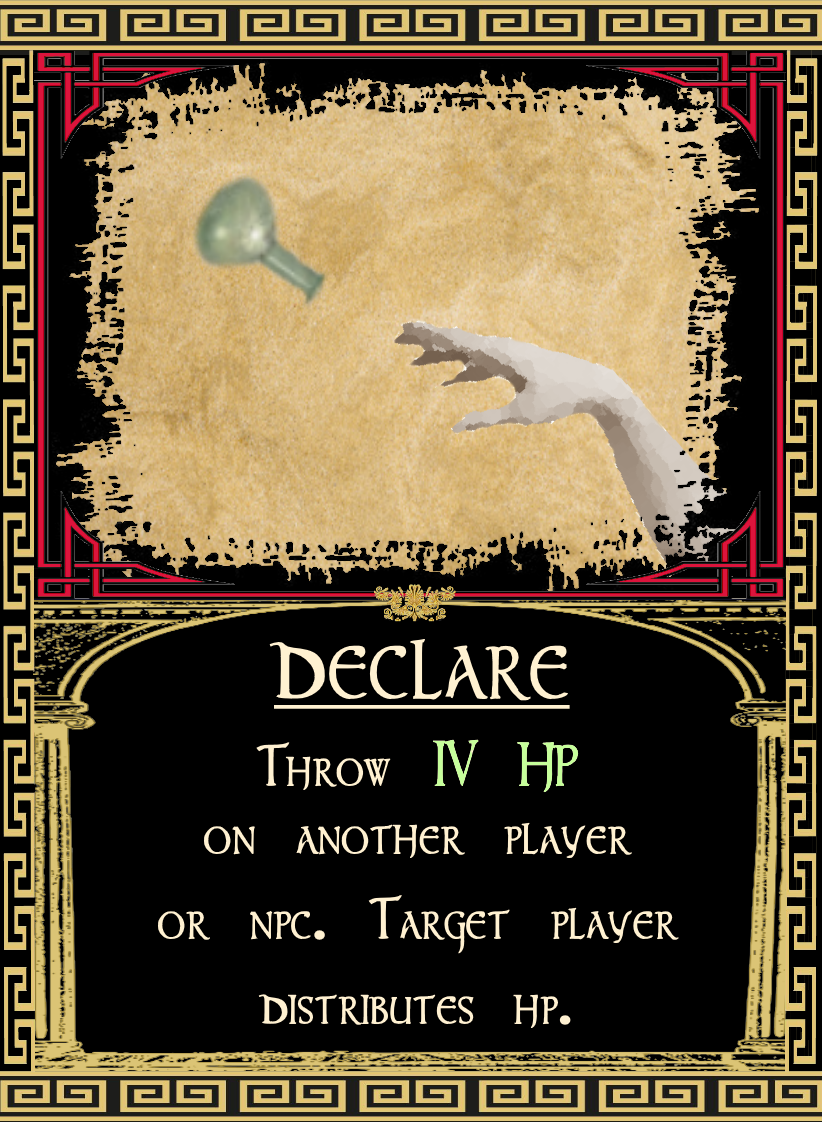 DECLARE
THROW IV HP
ON ANOTHER PLAYER
OR NPC. TARGET PLAYER
DISTRIBUTES HP.